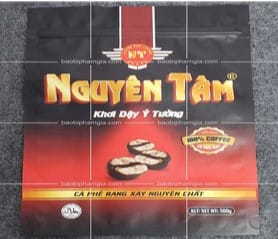 NT
NGUYÊN TÂM®
Khơi Dậy Ý Tưởng
100% COFFEE
CÀ PHÊ RANG XAY NGUYÊN CHẤT
KLT/ NET WT: 500g
baobiphamgia.com